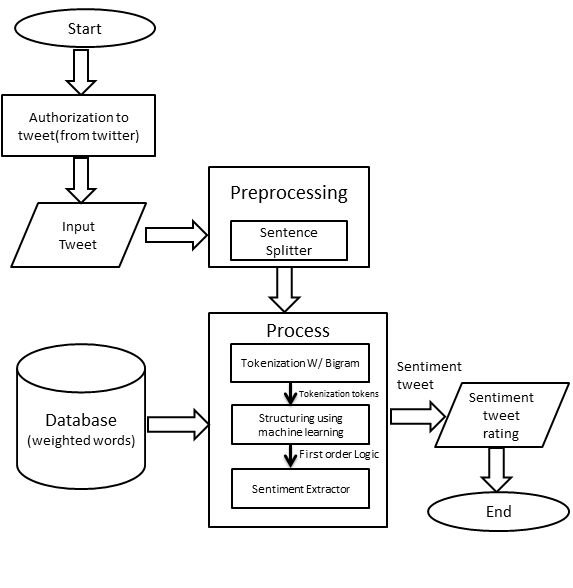 Start
Authorization to
tweet(from twitter)
Input
Tweet
Preprocessing
Sentence
Splitter
Process
Tokenization W/ Bigram
Tokenization tokens
Structuring using
machine learning
First order Logic
Sentiment Extractor
Database
(weighted words)
Sentiment
tweet
Sentiment
tweet
rating
End